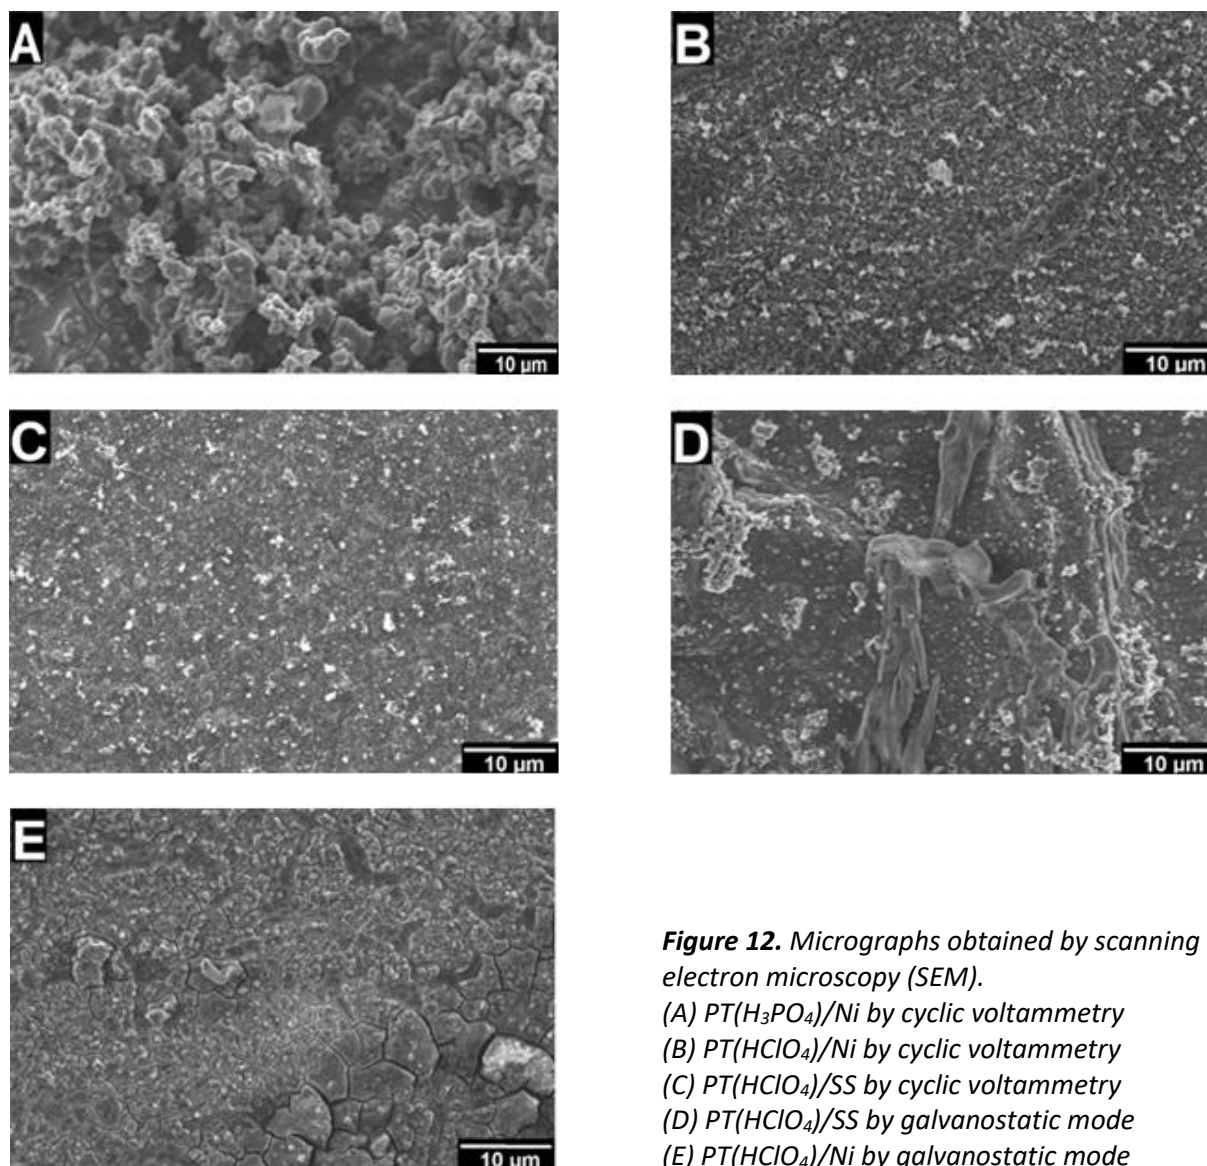 A
B
10 µm
10 µm
C
D
10 µm
10 µm
E
10 µm
Figure 12. Micrographs obtained by scanning
electron microscopy (SEM).
(A) PT(H₃PO₄)/Ni by cyclic voltammetry
(B) PT(HClO₄)/Ni by cyclic voltammetry
(C) PT(HClO₄)/SS by cyclic voltammetry
(D) PT(HClO₄)/SS by galvanostatic mode
(E) PT(HClO₄)/Ni by galvanostatic mode